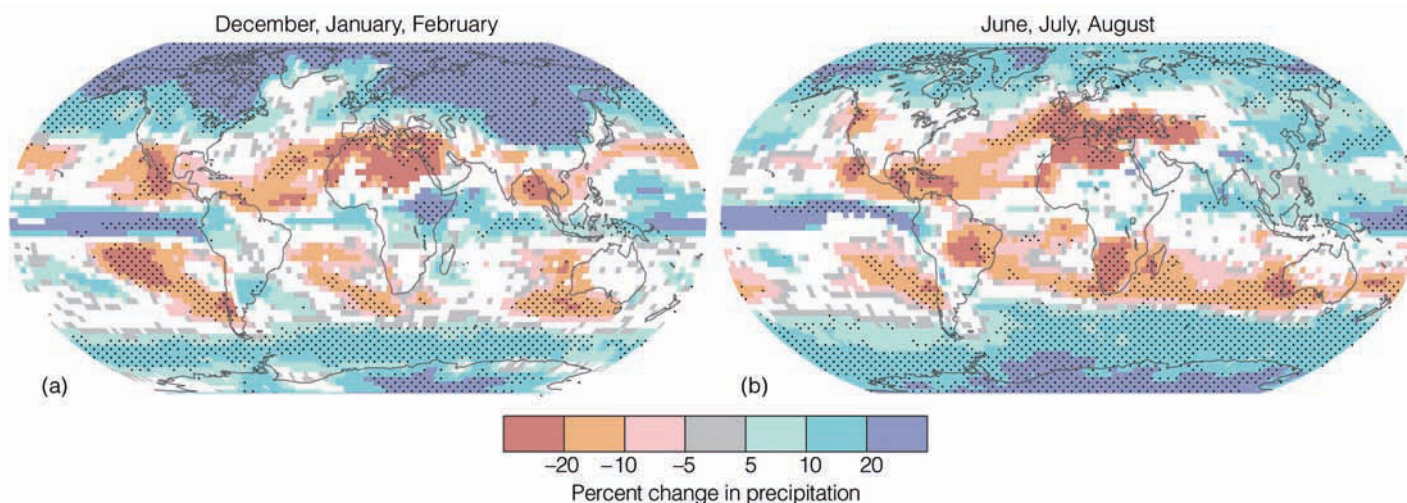 December, January, February
June, July, August
(a)
(b)
−20 −10 −5 5 10 20
Percent change in precipitation